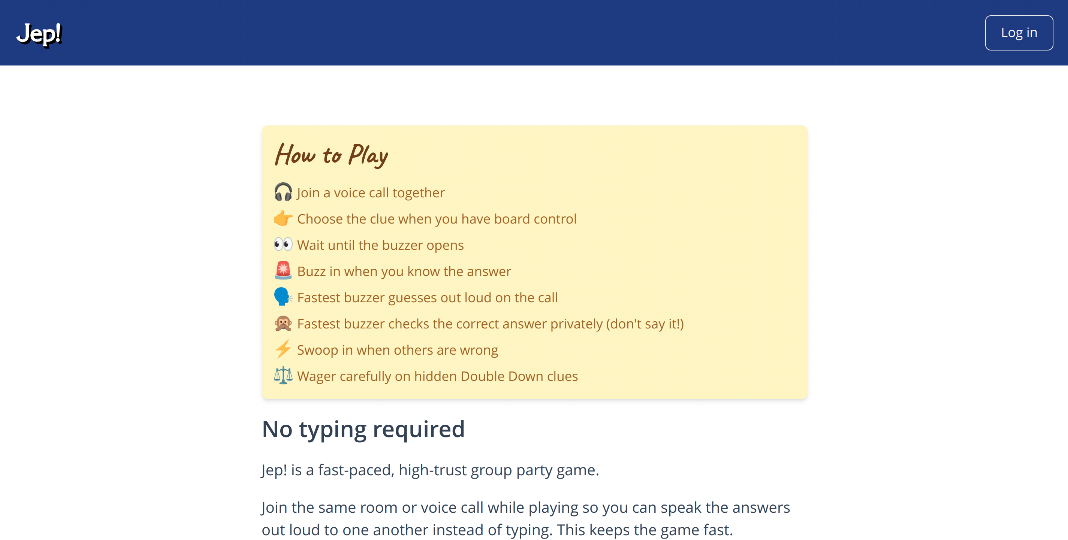 Jep!
Log in
How to Play
Join a voice call together
Choose the clue when you have board control
Wait until the buzzer opens
Buzz in when you know the answer
Fastest buzzer guesses out loud on the call
Fastest buzzer checks the correct answer privately (don't say it!)
Swoop in when others are wrong
Wager carefully on hidden Double Down clues
No typing required
Jep! is a fast-paced, high-trust group party game.
Join the same room or voice call while playing so you can speak the answers
out loud to one another instead of typing. This keeps the game fast.